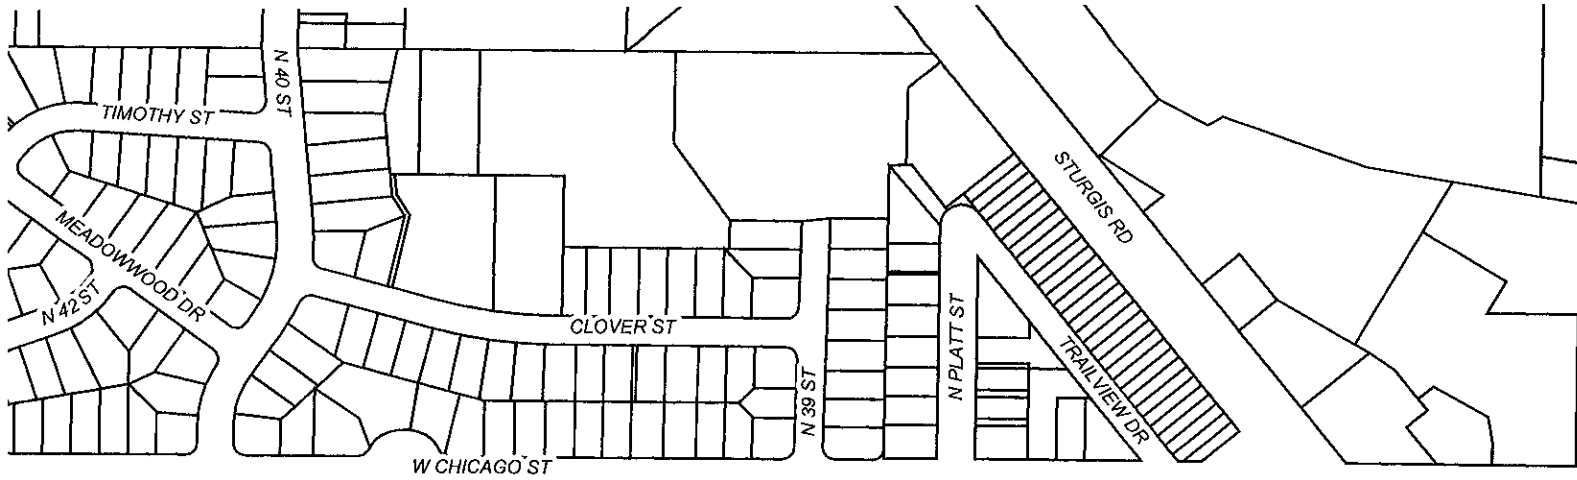 N 40 ST
TIMOTHY ST
STURGIS RD
MEADOWWOOD DR
N 42 ST
CLOVER ST
N PLATT ST
TRAILVIEW DR
N 39 ST
W CHICAGO ST